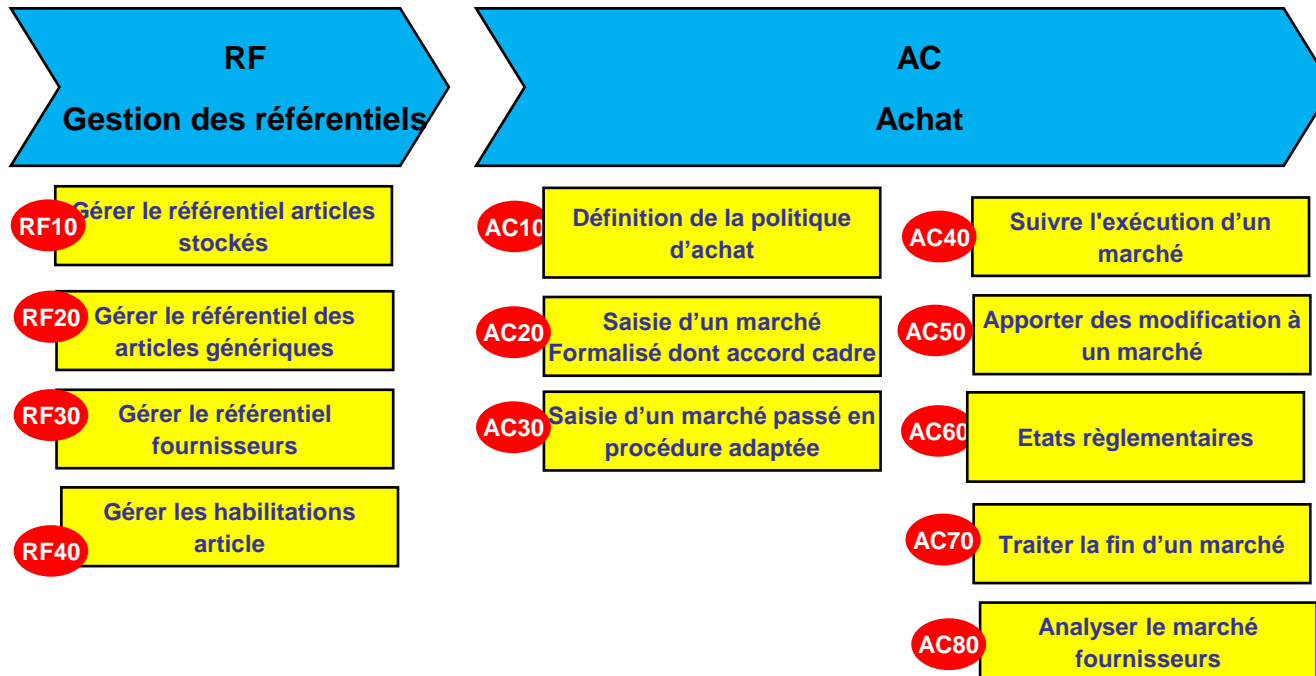 RF
Gestion des référentiels
RF10
Gérer le référentiel articles
stockés
RF20
Gérer le référentiel des
articles génériques
RF30
Gérer le référentiel
fournisseurs
RF40
Gérer les habilitations
article
AC
Achat
AC10
Définition de la politique
d’achat
AC20
Saisie d’un marché
Formalisé dont accord cadre
AC30
Saisie d’un marché passé en
procédure adaptée
AC40
Suivre l'exécution d’un
marché
AC50
Apporter des modification à
un marché
AC60
Etats règlementaires
AC70
Traiter la fin d’un marché
AC80
Analyser le marché
fournisseurs